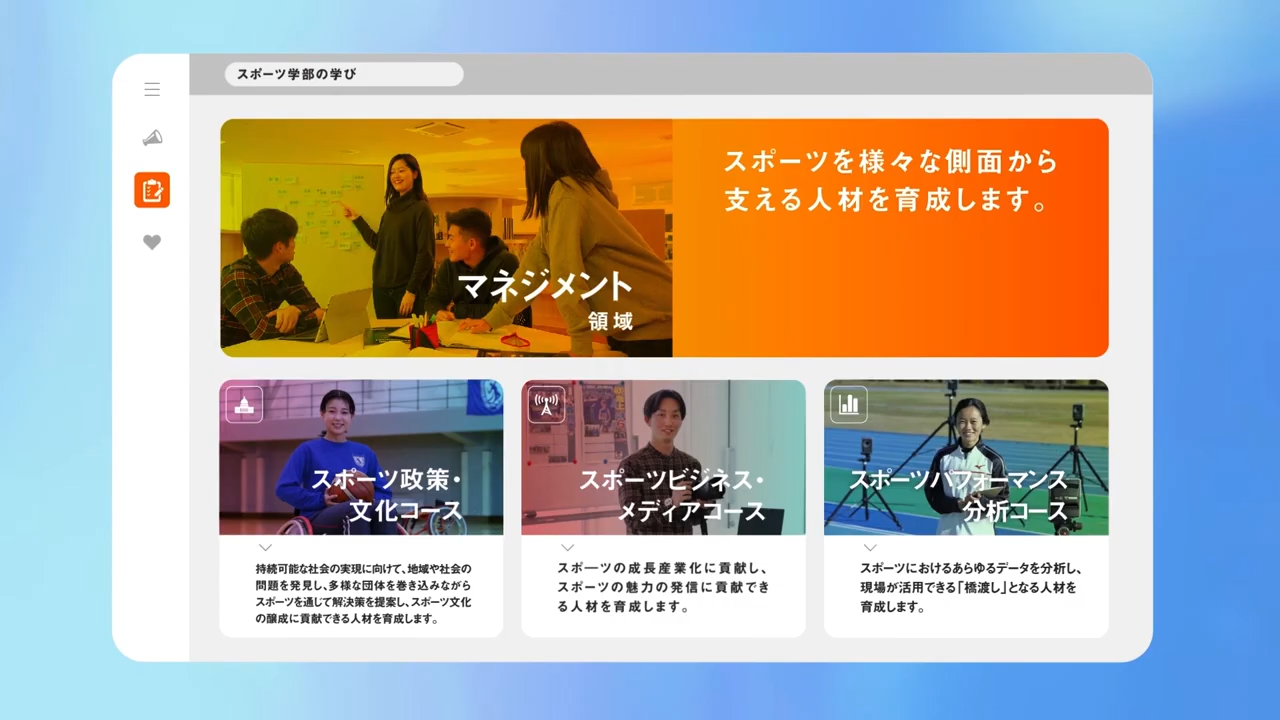 スポーツ学部の学び
スポーツを様々な側面から
支える人材を育成します。
マネジメント
領域
スポーツ政策・
文化コース
持続可能な社会の実現に向けて、地域や社会の
問題を発見し、多様な団体を巻き込みながら
スポーツを通して解決策を提案し、スポーツ文化
の醸成に貢献できる人材を育成します。
スポーツビジネス・
メディアコース
スポーツの成長産業化に貢献し、
スポーツの魅力の発信に貢献でき
る人材を育成します。
スポーツパフォーマンス
分析コース
スポーツにおけるあらゆるデータを分析し、
現場が活用できる「橋渡し」となる人材を
育成します。